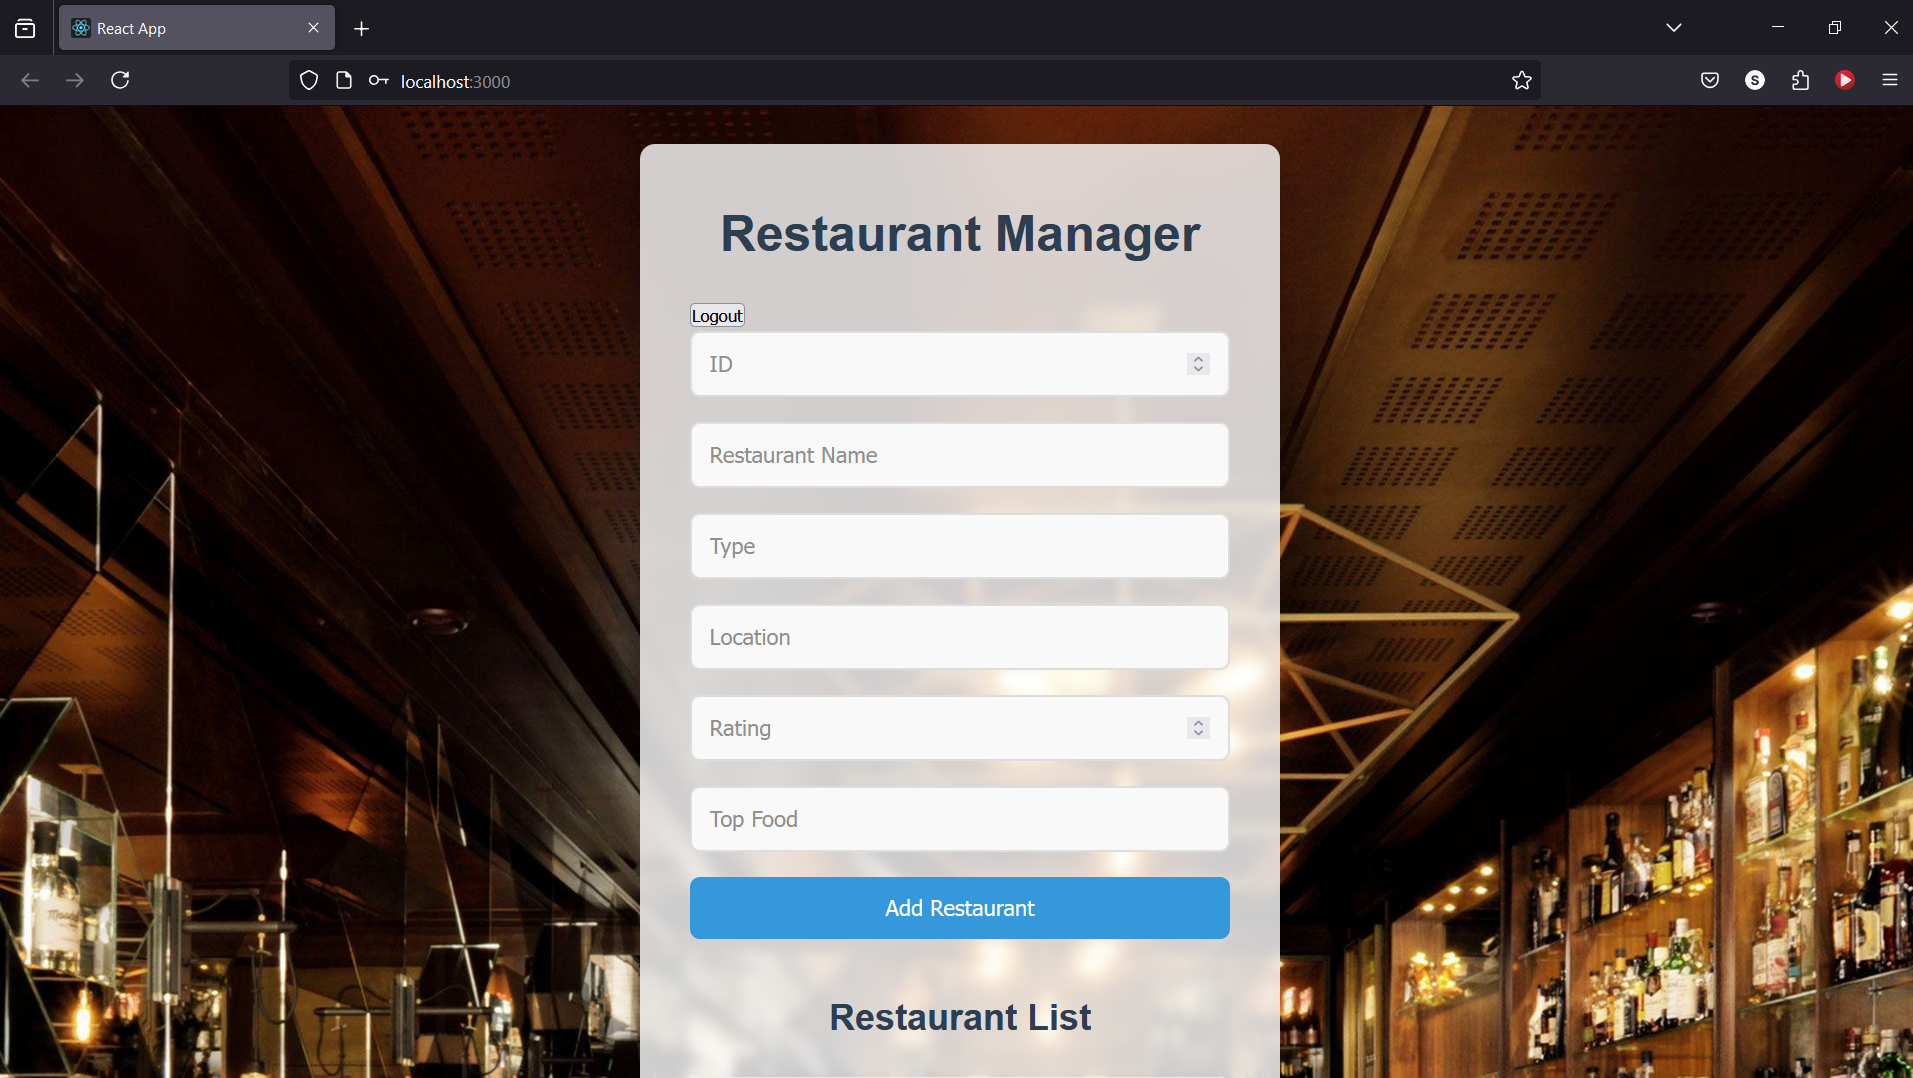 React App
localhost:3000
S
Restaurant Manager
Logout
ID
Restaurant Name
Type
Location
Rating
Top Food
Add Restaurant
Restaurant List